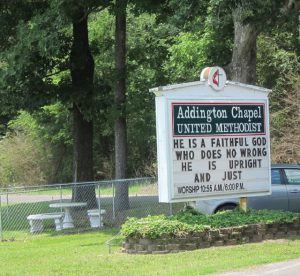 Addington Chapel
UNITED METHODIST
HE IS A FAITHFUL GOD
WHO DOES NO WRONG
HE IS UPRIGHT
AND JUST
WORSHIP 10:55 A.M./6:00 P.M.